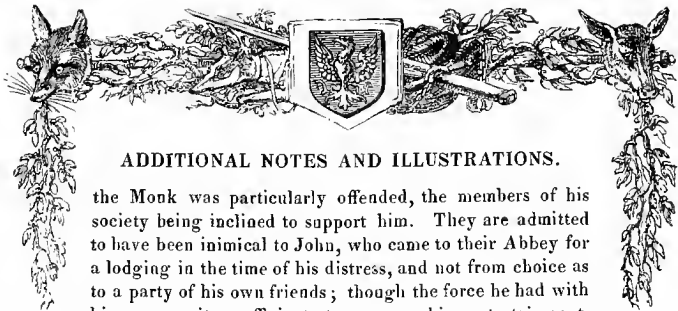 ADDITIONAL NOTES AND ILLUSTRATIONS.
the Monk was particularly offended, the members of his
society being inclined to support him. They are admitted
to have been inimical to John, who came to their Abbey for
a lodging in the time of his distress, and not from choice as
to a party of his own friends; though the force he had with